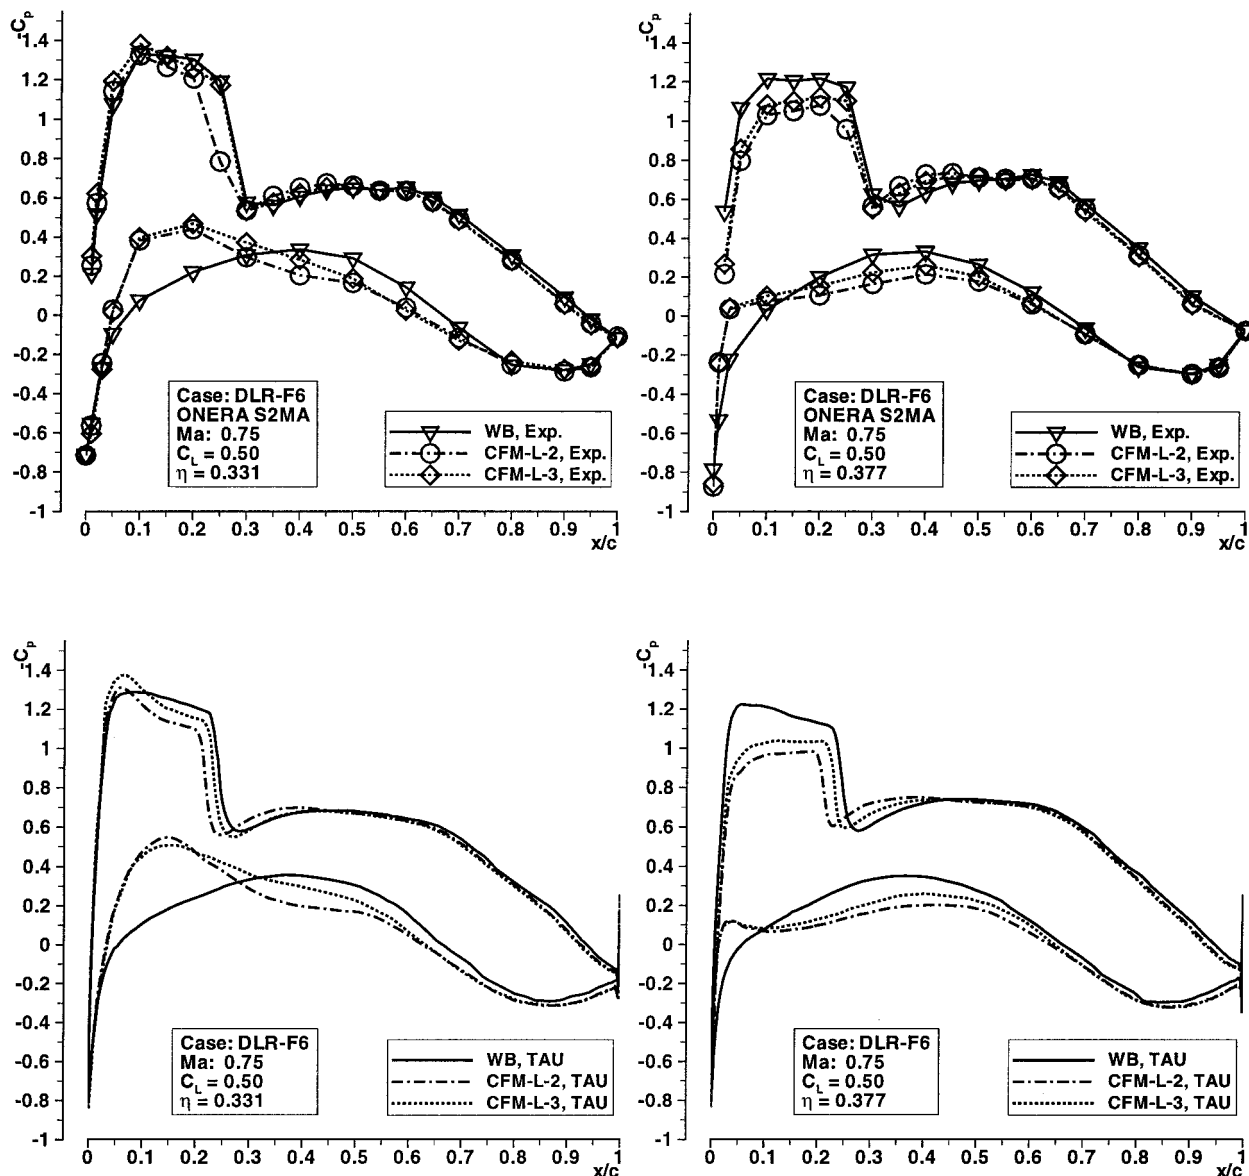 -Cp
1.4
1.2
1
0.8
0.6
0.4
0.2
0
-0.2
-0.4
-0.6
-0.8
-1
0 0.1 0.2 0.3 0.4 0.5 0.6 0.7 0.8 0.9 1
x/c
Case: DLR-F6
ONERA S2MA
Ma: 0.75
CL = 0.50
η = 0.331
WB, Exp.
CFM-L-2, Exp.
CFM-L-3, Exp.
-Cp
1.4
1.2
1
0.8
0.6
0.4
0.2
0
-0.2
-0.4
-0.6
-0.8
-1
0 0.1 0.2 0.3 0.4 0.5 0.6 0.7 0.8 0.9 1
x/c
Case: DLR-F6
ONERA S2MA
Ma: 0.75
CL = 0.50
η = 0.377
WB, Exp.
CFM-L-2, Exp.
CFM-L-3, Exp.
-Cp
1.4
1.2
1
0.8
0.6
0.4
0.2
0
-0.2
-0.4
-0.6
-0.8
-1
0 0.1 0.2 0.3 0.4 0.5 0.6 0.7 0.8 0.9 1
x/c
Case: DLR-F6
Ma: 0.75
CL = 0.50
η = 0.331
WB, TAU
CFM-L-2, TAU
CFM-L-3, TAU
-Cp
1.4
1.2
1
0.8
0.6
0.4
0.2
0
-0.2
-0.4
-0.6
-0.8
-1
0 0.1 0.2 0.3 0.4 0.5 0.6 0.7 0.8 0.9 1
x/c
Case: DLR-F6
Ma: 0.75
CL = 0.50
η = 0.377
WB, TAU
CFM-L-2, TAU
CFM-L-3, TAU